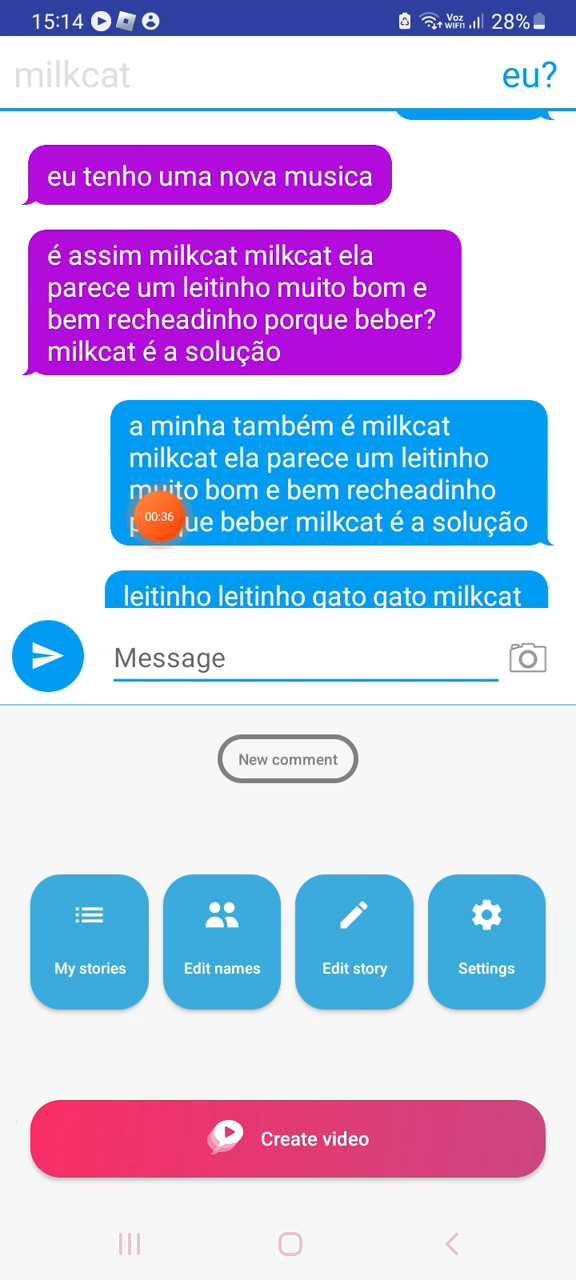 15:14
Voz
WIFI
28%
milkcat
eu?
eu tenho uma nova musica
é assim milkcat milkcat ela
parece um leitinho muito bom e
bem recheadinho porque beber?
milkcat é a solução
a minha também é milkcat
milkcat ela parece um leitinho
muito bom e bem recheadinho
porque beber milkcat é a solução
00:36
leitinho leitinho gato gato milkcat
Message
New comment
My stories
Edit names
Edit story
Settings
Create video